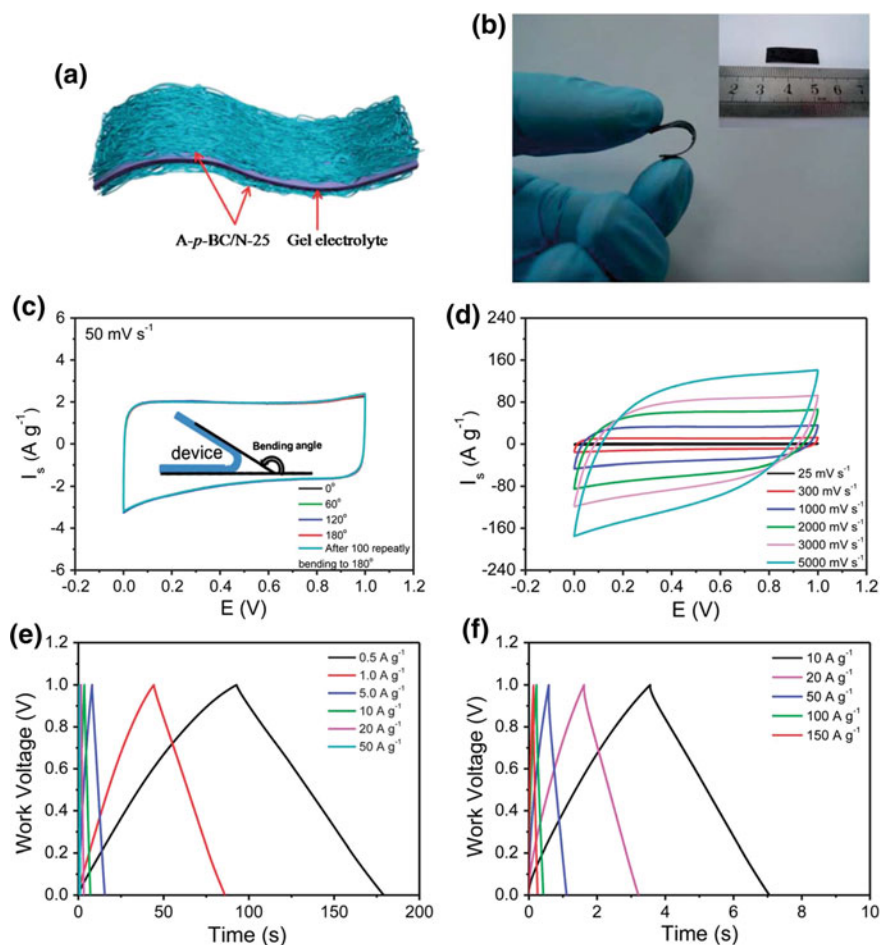 (a)
A-p-BC/N-25
Gel electrolyte
(b)
2 3 4 5 6 7
(c)
50 mV s⁻¹
6
4
2
0
-2
-4
-6
0.0 0.2 0.4 0.6 0.8 1.0 1.2
Iₛ (A g⁻¹)
E (V)
device
Bending angle
0°
60°
120°
180°
After 100 repeatly
bending to 180°
(d)
240
160
80
0
-80
-160
-240
0.0 0.2 0.4 0.6 0.8 1.0 1.2
Iₛ (A g⁻¹)
E (V)
25 mV s⁻¹
300 mV s⁻¹
1000 mV s⁻¹
2000 mV s⁻¹
3000 mV s⁻¹
5000 mV s⁻¹
(e)
1.2
1.0
0.8
0.6
0.4
0.2
0.0
0 50 100 150 200
Work Voltage (V)
Time (s)
0.5 A g⁻¹
1.0 A g⁻¹
5.0 A g⁻¹
10 A g⁻¹
20 A g⁻¹
50 A g⁻¹
(f)
1.2
1.0
0.8
0.6
0.4
0.2
0.0
0 2 4 6 8 10
Work Voltage (V)
Time (s)
10 A g⁻¹
20 A g⁻¹
50 A g⁻¹
100 A g⁻¹
150 A g⁻¹